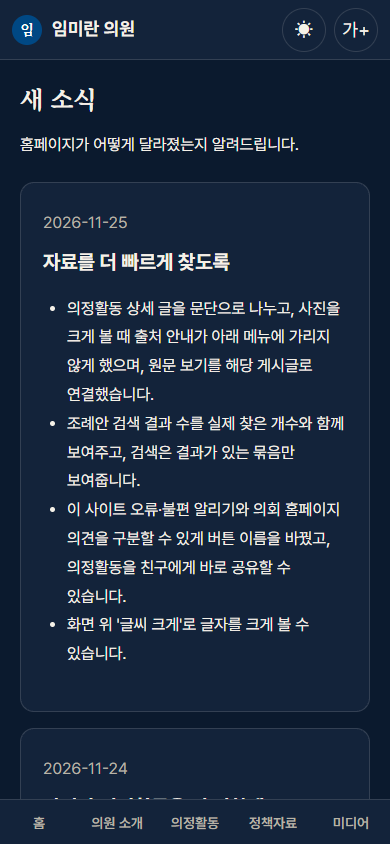 임 임미란 의원 가+
새 소식
홈페이지가 어떻게 달라졌는지 알려드립니다.
2026-11-25
자료를 더 빠르게 찾도록
• 의정활동 상세 글을 문단으로 나누고, 사진을
크게 볼 때 출처 안내가 아래 메뉴에 가리지
않게 했으며, 원문 보기를 해당 게시글로
연결했습니다.
• 조례안 검색 결과 수를 실제 찾은 개수와 함께
보여주고, 검색은 결과가 있는 묶음만
보여줍니다.
• 이 사이트 오류·불편 알리기와 의회 홈페이지
의견을 구분할 수 있게 버튼 이름을 바꿨고,
의정활동을 친구에게 바로 공유할 수
있습니다.
• 화면 위 '글씨 크게'로 글자를 크게 볼 수
있습니다.
2026-11-24
홈 의원 소개 의정활동 정책자료 미디어